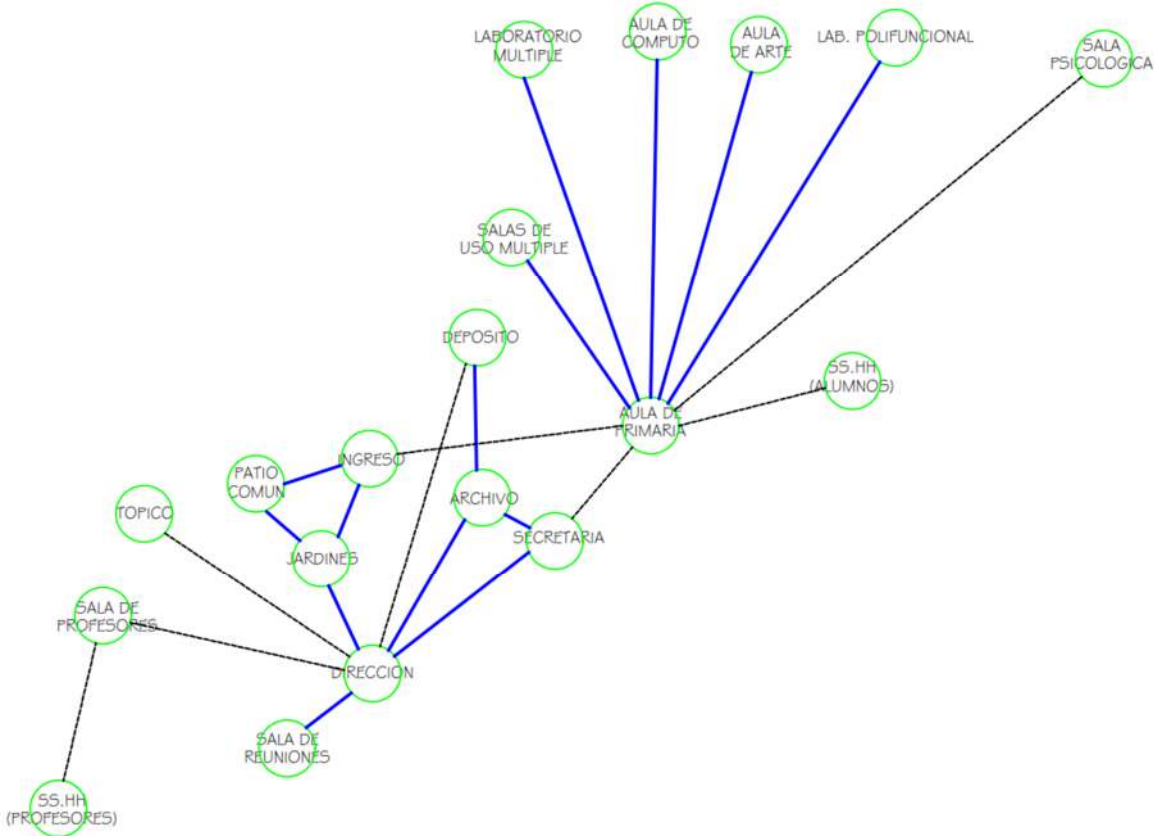 LABORATORIO
MULTIPLE
AULA DE
COMPUTO
AULA
DE ARTE
LAB. POLIFUNCIONAL
SALA
PSICOLOGICA
SALAS DE
USO MULTIPLE
DEPOSITO
SS.HH
(ALUMNOS)
AULA DE
PRIMARIA
INGRESO
PATIO
COMUN
ARCHIVO
TOPICO
SECRETARIA
JARDINES
SALA DE
PROFESORES
DIRECCION
SALA DE
REUNIONES
SS.HH
(PROFESORES)